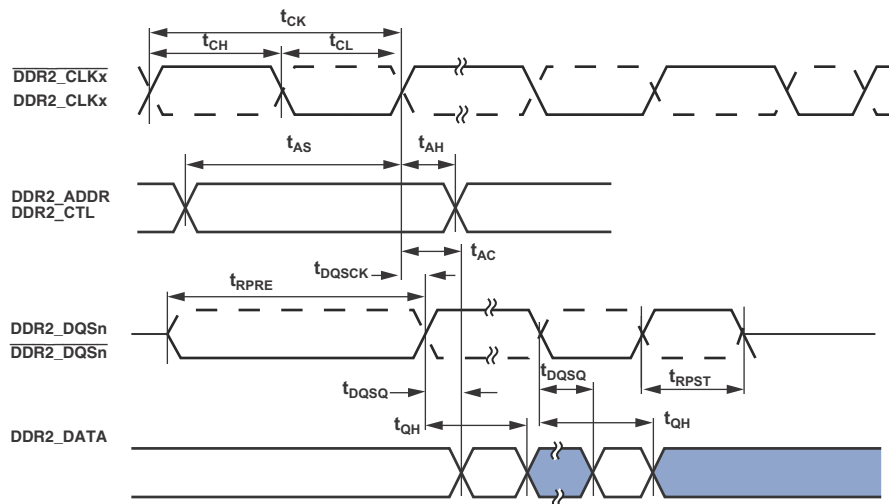 tCK
tCH
tCL
DDR2_CLKx
DDR2_CLKx
tAS
tAH
DDR2_ADDR
DDR2_CTL
tAC
tDQSCK
tRPRE
DDR2_DQSn
DDR2_DQSn
tDQSQ
tDQSQ
tRPST
tQH
tQH
DDR2_DATA